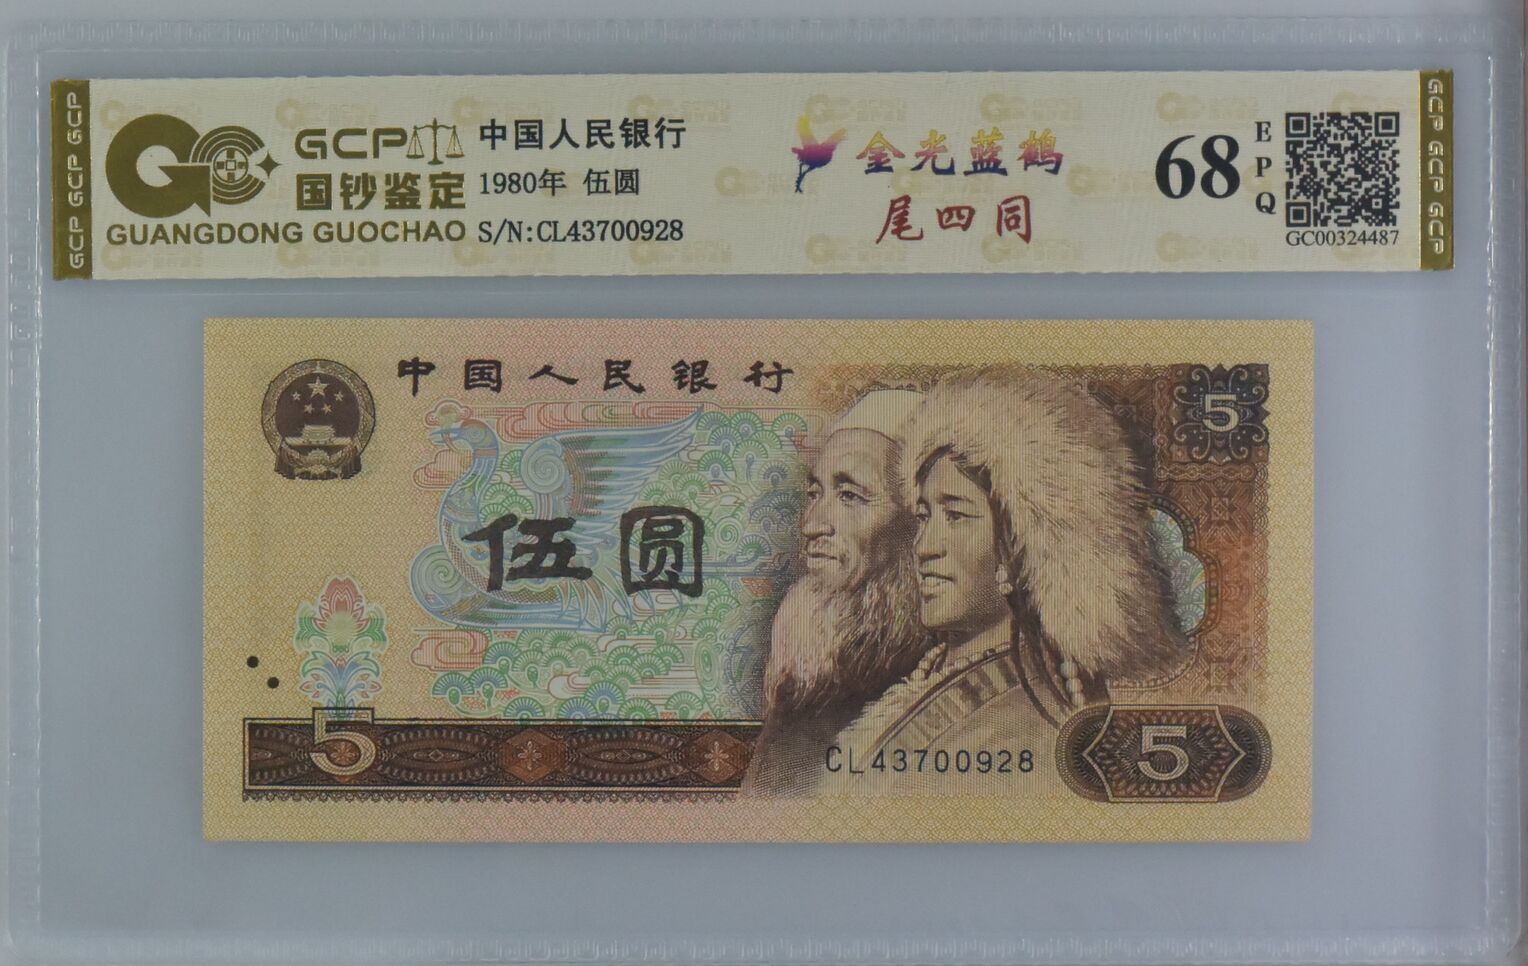 GCP GCP GCP
GCP
国钞鉴定
GUANGDONG GUOCHAO
中国人民银行
1980年 伍圆
S/N:CL43700928
金光蓝鹤
尾四同
68
EPQ
GC00324487
GCP GCP GCP
中国人民银行
5
伍圆
5
CL43700928
5